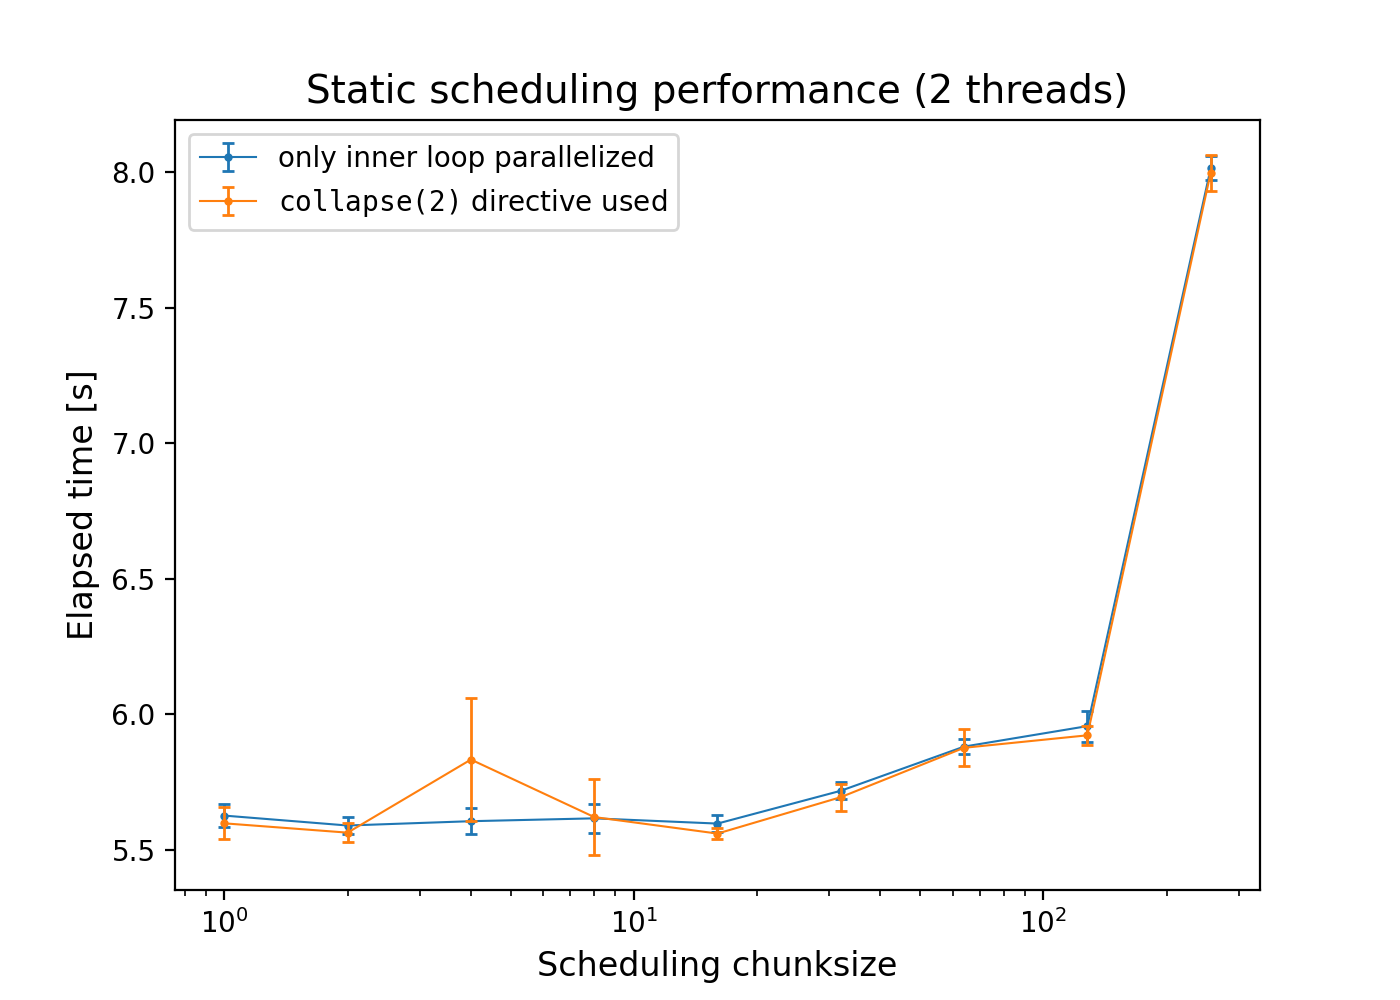 Static scheduling performance (2 threads)
only inner loop parallelized
collapse(2) directive used
8.0
7.5
7.0
6.5
6.0
5.5
Elapsed time [s]
10⁰ 10¹ 10²
Scheduling chunksize